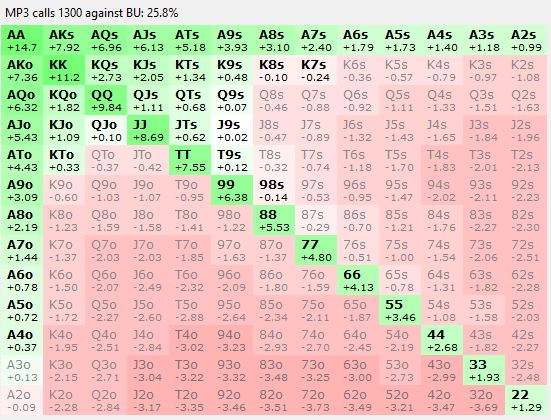 MP3 calls 1300 against BU: 25.8%
AA AKs AQs AJs ATs A9s A8s A7s A6s A5s A4s A3s A2s
+14.7 +7.92 +6.96 +6.13 +5.18 +3.93 +3.10 +2.40 +1.79 +1.73 +1.40 +1.18 +0.99
AKo KK KQs KJs KTs K9s K8s K7s K6s K5s K4s K3s K2s
+7.36 +11.2 +2.73 +2.05 +1.34 +0.48 -0.10 -0.24 -0.36 -0.57 -0.79 -0.97 -1.08
AQo KQo QQ QJs QTs Q9s Q8s Q7s Q6s Q5s Q4s Q3s Q2s
+6.32 +1.82 +9.84 +1.11 +0.68 +0.07 -0.46 -0.88 -0.92 -1.11 -1.33 -1.51 -1.63
AJo KJo QJo JJ JTs J9s J8s J7s J6s J5s J4s J3s J2s
+5.43 +1.09 +0.10 +8.69 +0.62 +0.02 -0.47 -0.89 -1.32 -1.43 -1.65 -1.84 -1.96
ATo KTo QTo JTo TT T9s T8s T7s T6s T5s T4s T3s T2s
+4.43 +0.33 -0.37 -0.42 +7.55 +0.12 -0.32 -0.74 -1.18 -1.70 -1.83 -2.01 -2.13
A9o K9o Q9o J9o T9o 99 98s 97s 96s 95s 94s 93s 92s
+3.09 -0.60 -1.03 -1.07 -0.95 +6.38 -0.14 -0.53 -0.95 -1.47 -2.02 -2.11 -2.23
A8o K8o Q8o J8o T8o 98o 88 87s 86s 85s 84s 83s 82s
+2.19 -1.23 -1.59 -1.58 -1.41 -1.22 +5.53 -0.29 -0.70 -1.21 -1.76 -2.27 -2.30
A7o K7o Q7o J7o T7o 97o 87o 77 76s 75s 74s 73s 72s
+1.44 -1.37 -2.03 -2.03 -1.85 -1.63 -1.37 +4.80 -0.51 -1.00 -1.54 -2.06 -2.51
A6o K6o Q6o J6o T6o 96o 86o 76o 66 65s 64s 63s 62s
+0.78 -1.50 -2.07 -2.49 -2.32 -2.09 -1.80 -1.59 +4.13 -0.78 -1.31 -1.82 -2.28
A5o K5o Q5o J5o T5o 95o 85o 75o 65o 55 54s 53s 52s
+0.72 -1.72 -2.27 -2.60 -2.88 -2.64 -2.34 -2.11 -1.87 +3.46 -1.08 -1.58 -2.03
A4o K4o Q4o J4o T4o 94o 84o 74o 64o 54o 44 43s 42s
+0.37 -1.95 -2.51 -2.84 -3.02 -3.23 -2.93 -2.70 -2.45 -2.19 +2.68 -1.82 -2.27
A3o K3o Q3o J3o T3o 93o 83o 73o 63o 53o 43o 33 32s
+0.13 -2.15 -2.71 -3.04 -3.22 -3.32 -3.48 -3.25 -3.00 -2.73 -2.99 +1.93 -2.48
A2o K2o Q2o J2o T2o 92o 82o 72o 62o 52o 42o 32o 22
-0.09 -2.28 -2.84 -3.17 -3.35 -3.46 -3.51 -3.73 -3.49 -3.21 -3.47 -3.69 +1.29